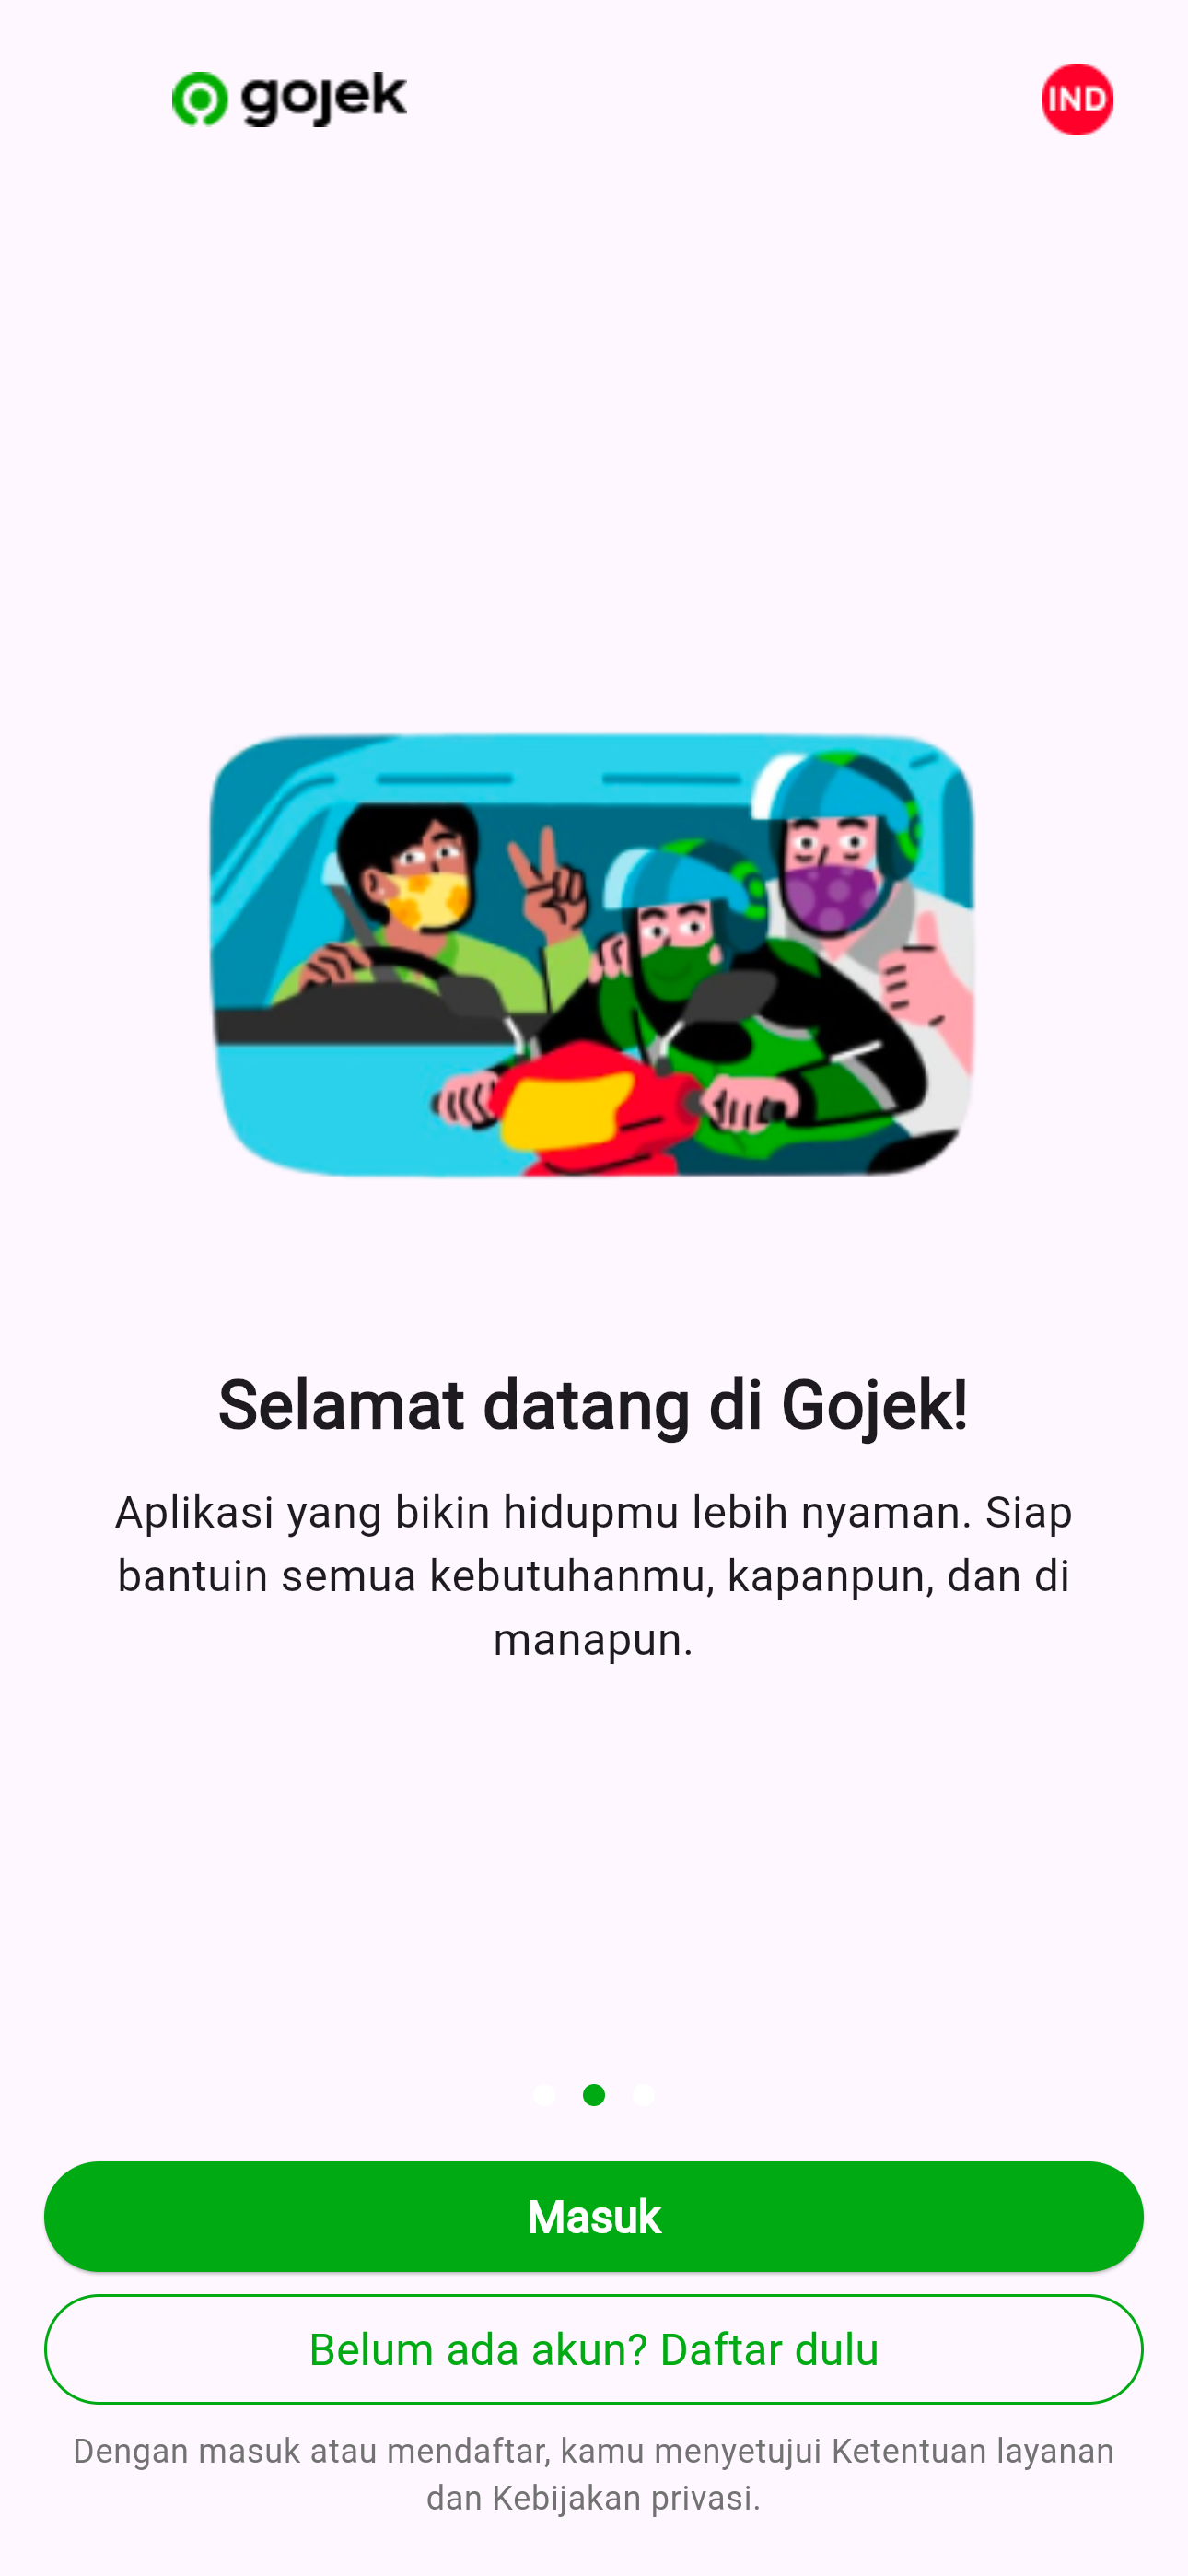 gojek
IND
Selamat datang di Gojek!
Aplikasi yang bikin hidupmu lebih nyaman. Siap
bantuin semua kebutuhanmu, kapanpun, dan di
manapun.
Masuk
Belum ada akun? Daftar dulu
Dengan masuk atau mendaftar, kamu menyetujui Ketentuan layanan
dan Kebijakan privasi.